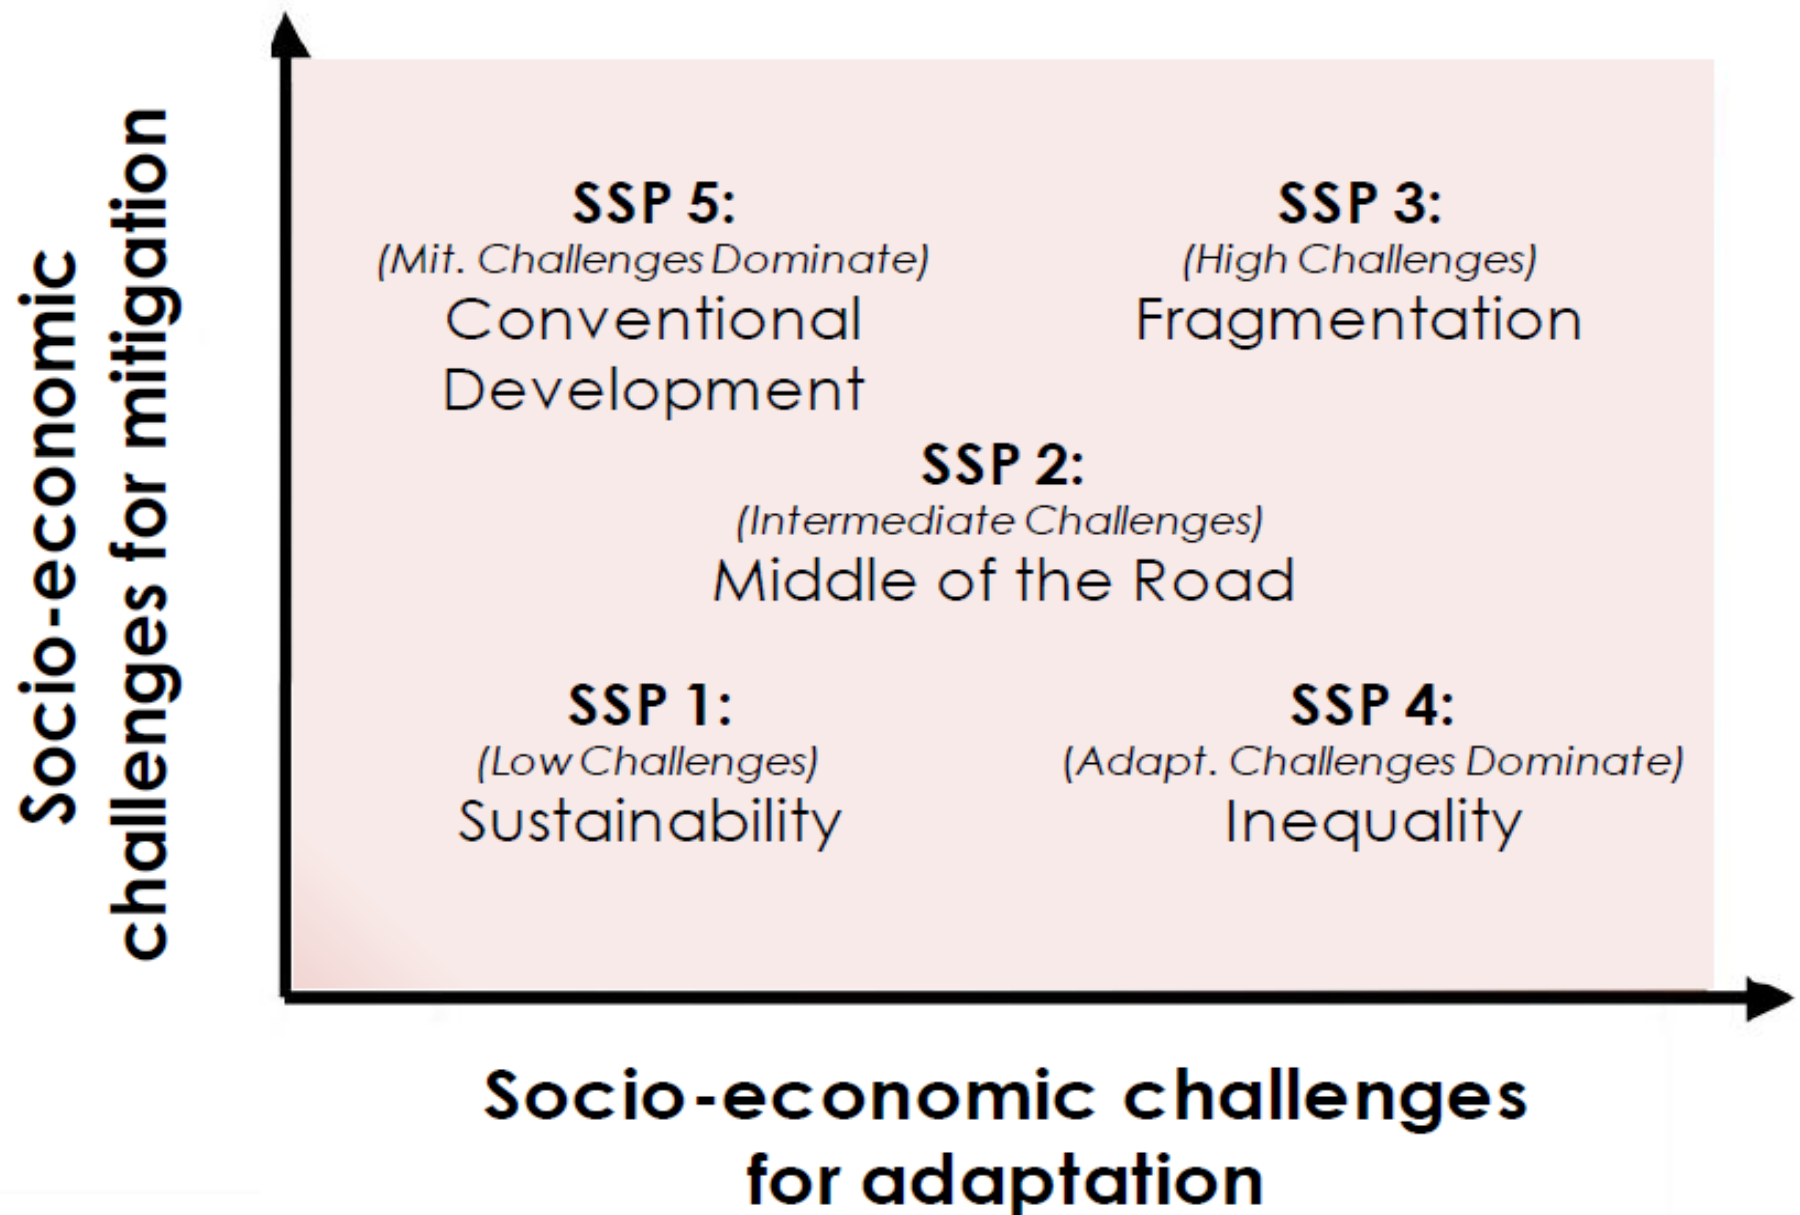 Socio-economic
challenges for mitigation
SSP 5:
(Mit. Challenges Dominate)
Conventional
Development
SSP 3:
(High Challenges)
Fragmentation
SSP 2:
(Intermediate Challenges)
Middle of the Road
SSP 1:
(Low Challenges)
Sustainability
SSP 4:
(Adapt. Challenges Dominate)
Inequality
Socio-economic challenges
for adaptation